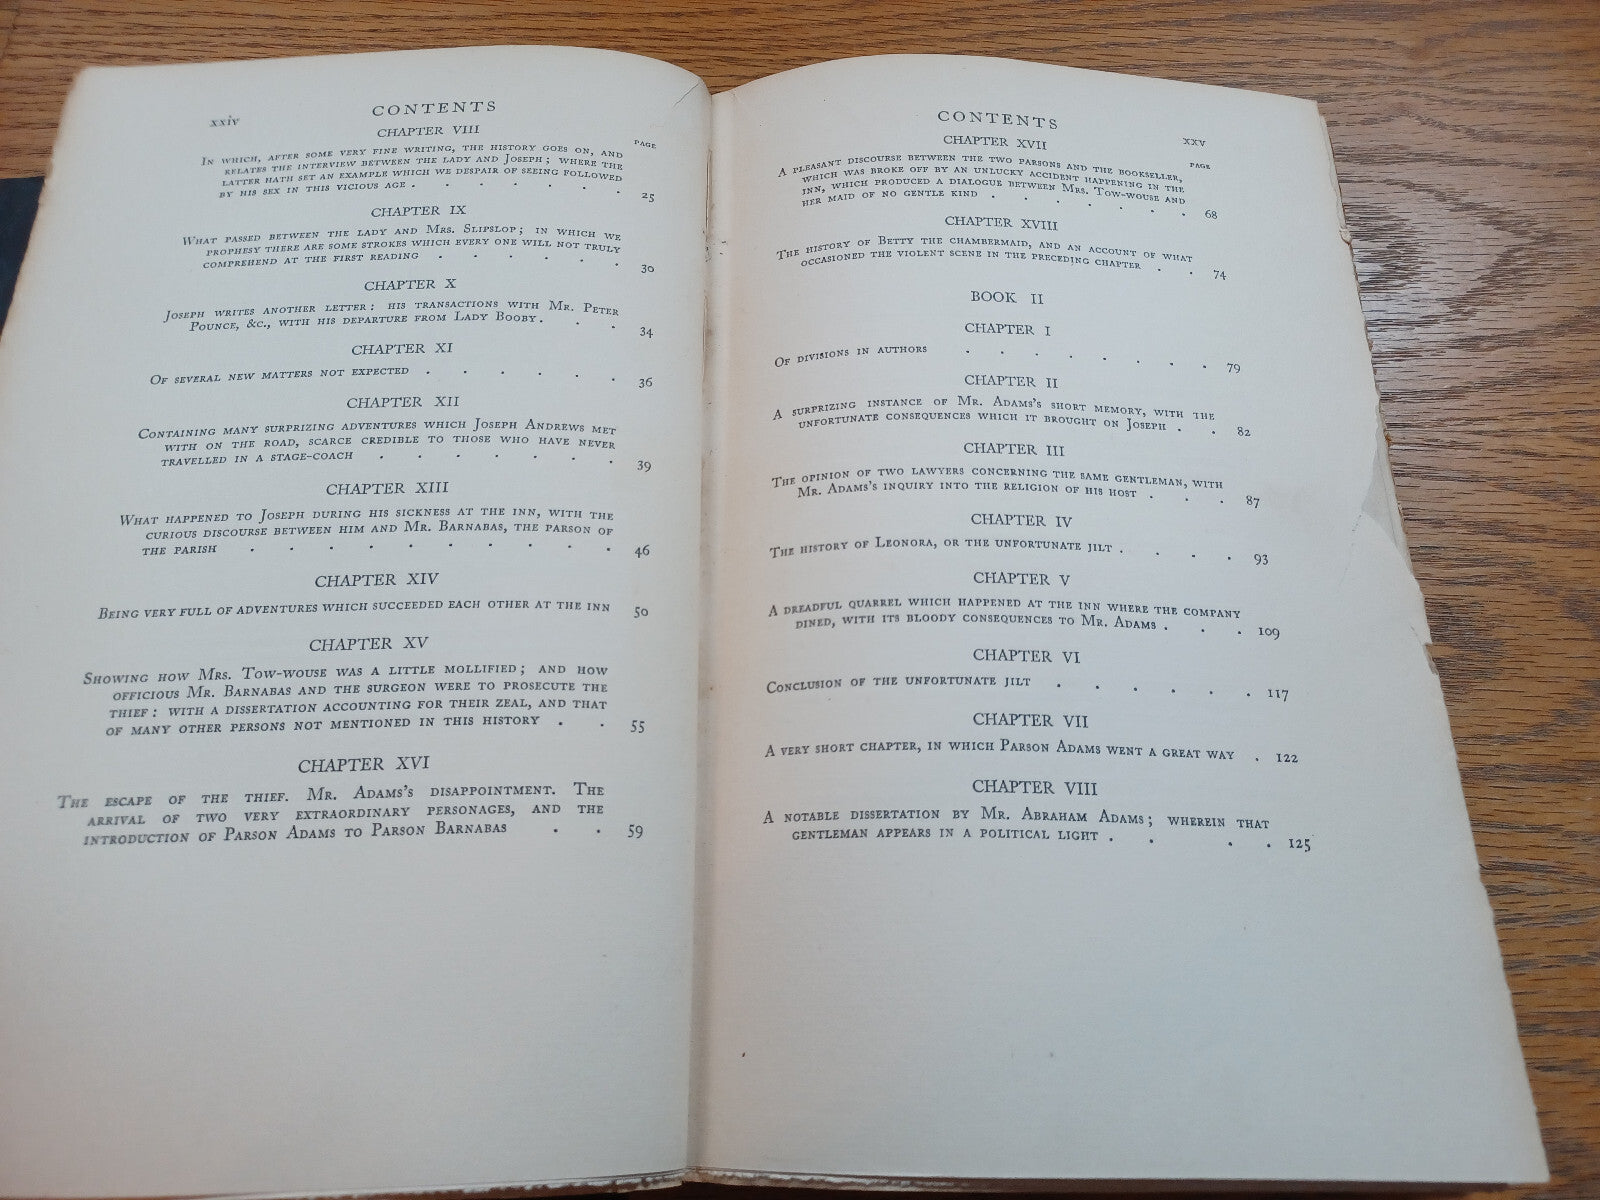 xxiv
CONTENTS
CHAPTER VIII
PAGE
In which, after some very fine writing, the history goes on, and
relates the interview between the lady and Joseph; where the
latter hath set an example which we despair of seeing followed
by his sex in this vicious age . . . . . . . 25
CHAPTER IX
What passed between the lady and Mrs. Slipslop; in which we
prophesy there are some strokes which every one will not truly
comprehend at the first reading . . . . . . 30
CHAPTER X
Joseph writes another letter: his transactions with Mr. Peter
Pounce, &c., with his departure from Lady Booby . . . 34
CHAPTER XI
Of several new matters not expected . . . . . . 36
CHAPTER XII
Containing many surprizing adventures which Joseph Andrews met
with on the road, scarce credible to those who have never
travelled in a stage-coach . . . . . . . 39
CHAPTER XIII
What happened to Joseph during his sickness at the inn, with the
curious discourse between him and Mr. Barnabas, the parson of
the parish . . . . . . . . . 46
CHAPTER XIV
Being very full of adventures which succeeded each other at the inn 50
CHAPTER XV
Showing how Mrs. Tow-wouse was a little mollified; and how
officious Mr. Barnabas and the surgeon were to prosecute the
thief: with a dissertation accounting for their zeal, and that
of many other persons not mentioned in this history . . 55
CHAPTER XVI
The escape of the thief. Mr. Adams's disappointment. The
arrival of two very extraordinary personages, and the
introduction of Parson Adams to Parson Barnabas . . 59
CONTENTS
xxv
CHAPTER XVII
PAGE
A pleasant discourse between the two parsons and the bookseller,
which was broke off by an unlucky accident happening in the
inn, which produced a dialogue between Mrs. Tow-wouse and
her maid of no gentle kind . . . . . . . 68
CHAPTER XVIII
The history of Betty the chambermaid, and an account of what
occasioned the violent scene in the preceding chapter . . 74
BOOK II
CHAPTER I
Of divisions in authors . . . . . . . . 79
CHAPTER II
A surprizing instance of Mr. Adams's short memory, with the
unfortunate consequences which it brought on Joseph . . 82
CHAPTER III
The opinion of two lawyers concerning the same gentleman, with
Mr. Adams's inquiry into the religion of his host . . . 87
CHAPTER IV
The history of Leonora, or the unfortunate jilt . . . . 93
CHAPTER V
A dreadful quarrel which happened at the inn where the company
dined, with its bloody consequences to Mr. Adams . . . 109
CHAPTER VI
Conclusion of the unfortunate jilt . . . . . . 117
CHAPTER VII
A very short chapter, in which Parson Adams went a great way . 122
CHAPTER VIII
A notable dissertation by Mr. Abraham Adams; wherein that
gentleman appears in a political light . . . . 125